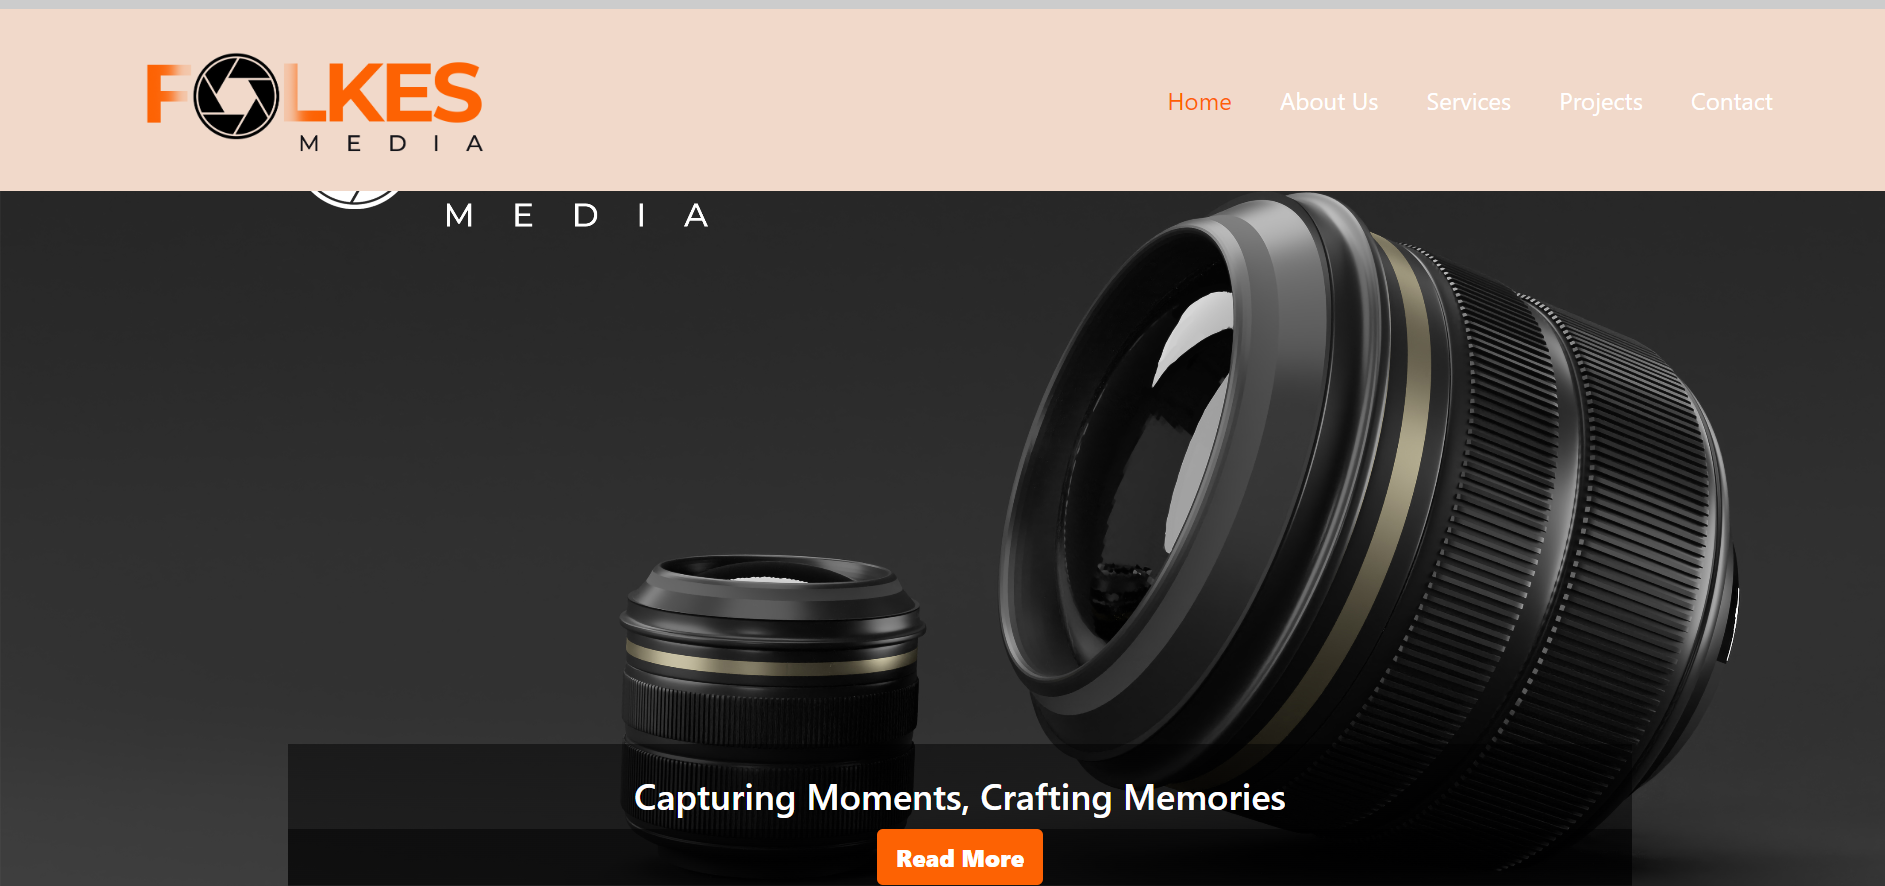 FOLKES
MEDIA
Home About Us Services Projects Contact
MEDIA
Capturing Moments, Crafting Memories
Read More